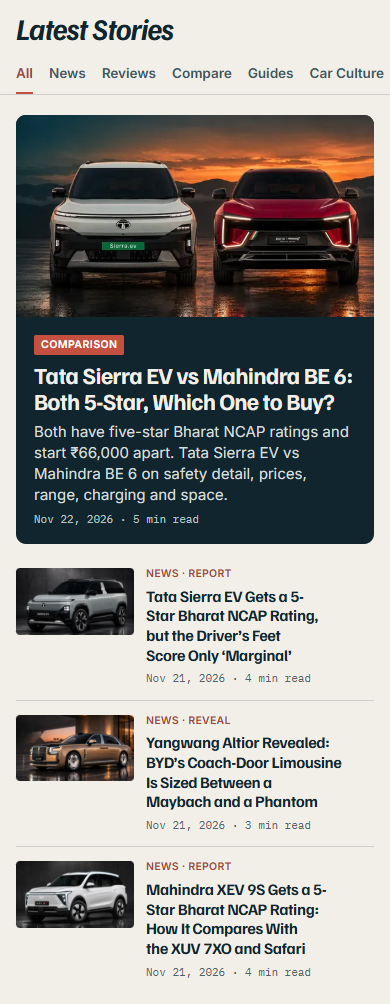 Latest Stories
All News Reviews Compare Guides Car Culture
Sierra.ev
COMPARISON
Tata Sierra EV vs Mahindra BE 6:
Both 5-Star, Which One to Buy?
Both have five-star Bharat NCAP ratings and
start ₹66,000 apart. Tata Sierra EV vs
Mahindra BE 6 on safety detail, prices,
range, charging and space.
Nov 22, 2026 · 5 min read
NEWS · REPORT
Tata Sierra EV Gets a 5-
Star Bharat NCAP Rating,
but the Driver’s Feet
Score Only ‘Marginal’
Nov 21, 2026 · 4 min read
NEWS · REVEAL
Yangwang Altior Revealed:
BYD’s Coach-Door Limousine
Is Sized Between a
Maybach and a Phantom
Nov 21, 2026 · 3 min read
NEWS · REPORT
Mahindra XEV 9S Gets a 5-
Star Bharat NCAP Rating:
How It Compares With
the XUV 7XO and Safari
Nov 21, 2026 · 4 min read